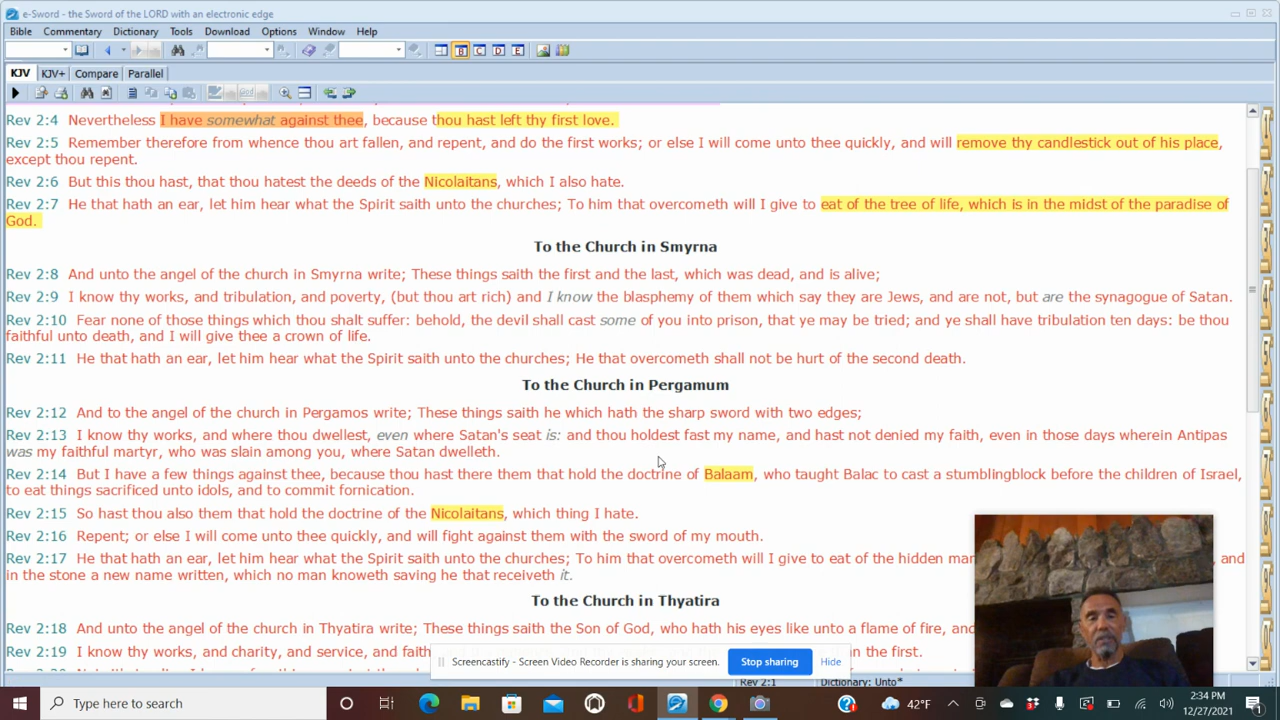 e-Sword - the Sword of the LORD with an electronic edge
Bible Commentary Dictionary Tools Download Options Window Help
B C D E
KJV KJV+ Compare Parallel
God
Rev 2:4 Nevertheless I have somewhat against thee, because thou hast left thy first love.
Rev 2:5 Remember therefore from whence thou art fallen, and repent, and do the first works; or else I will come unto thee quickly, and will remove thy candlestick out of his place,
except thou repent.
Rev 2:6 But this thou hast, that thou hatest the deeds of the Nicolaitans, which I also hate.
Rev 2:7 He that hath an ear, let him hear what the Spirit saith unto the churches; To him that overcometh will I give to eat of the tree of life, which is in the midst of the paradise of
God.
To the Church in Smyrna
Rev 2:8 And unto the angel of the church in Smyrna write; These things saith the first and the last, which was dead, and is alive;
Rev 2:9 I know thy works, and tribulation, and poverty, (but thou art rich) and I know the blasphemy of them which say they are Jews, and are not, but are the synagogue of Satan.
Rev 2:10 Fear none of those things which thou shalt suffer: behold, the devil shall cast some of you into prison, that ye may be tried; and ye shall have tribulation ten days: be thou
faithful unto death, and I will give thee a crown of life.
Rev 2:11 He that hath an ear, let him hear what the Spirit saith unto the churches; He that overcometh shall not be hurt of the second death.
To the Church in Pergamum
Rev 2:12 And to the angel of the church in Pergamos write; These things saith he which hath the sharp sword with two edges;
Rev 2:13 I know thy works, and where thou dwellest, even where Satan's seat is: and thou holdest fast my name, and hast not denied my faith, even in those days wherein Antipas
was my faithful martyr, who was slain among you, where Satan dwelleth.
Rev 2:14 But I have a few things against thee, because thou hast there them that hold the doctrine of Balaam, who taught Balac to cast a stumblingblock before the children of Israel,
to eat things sacrificed unto idols, and to commit fornication.
Rev 2:15 So hast thou also them that hold the doctrine of the Nicolaitans, which thing I hate.
Rev 2:16 Repent; or else I will come unto thee quickly, and will fight against them with the sword of my mouth.
Rev 2:17 He that hath an ear, let him hear what the Spirit saith unto the churches; To him that overcometh will I give to eat of the hidden man , and
in the stone a new name written, which no man knoweth saving he that receiveth it.
To the Church in Thyatira
Rev 2:18 And unto the angel of the church in Thyatira write; These things saith the Son of God, who hath his eyes like unto a flame of fire, and
Rev 2:19 I know thy works, and charity, and service, and faith n the first.
Screencastify - Screen Video Recorder is sharing your screen. Stop sharing Hide
Rev 2:1 Dictionary: Unto*
Type here to search 42°F 2:34 PM
12/27/2021